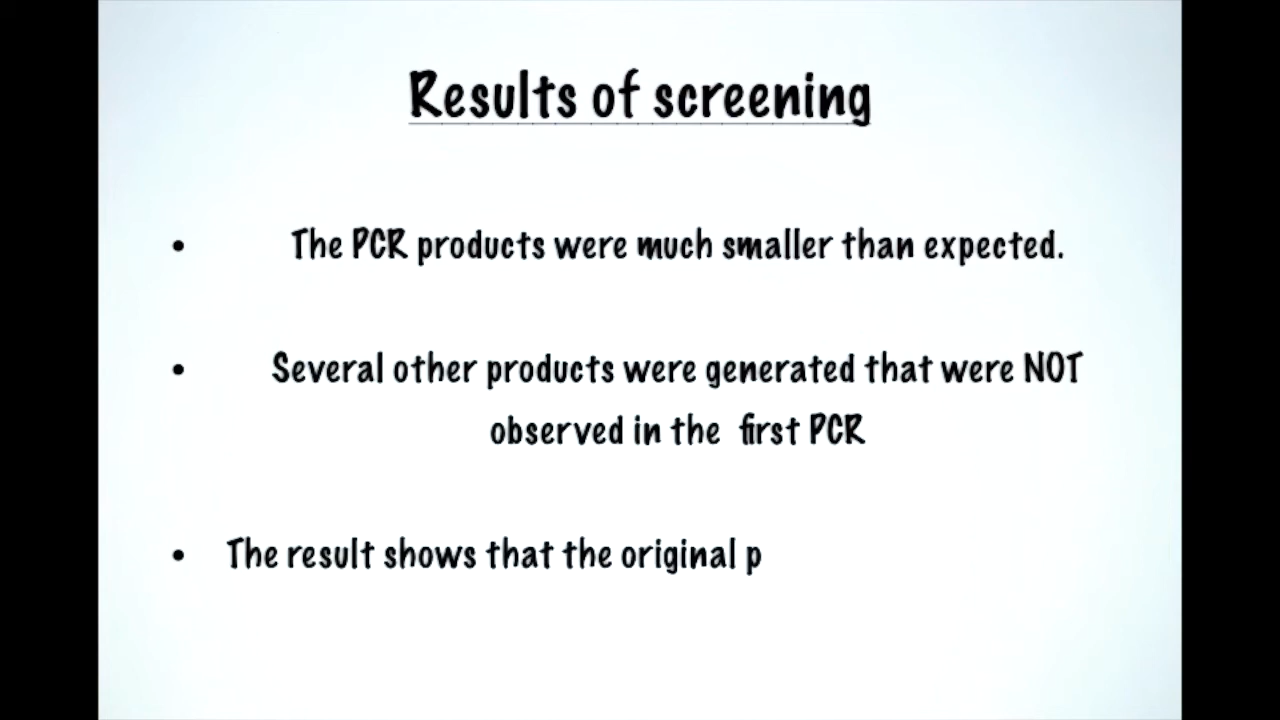 Results of screening
• The PCR products were much smaller than expected.
• Several other products were generated that were NOT
observed in the first PCR
• The result shows that the original p